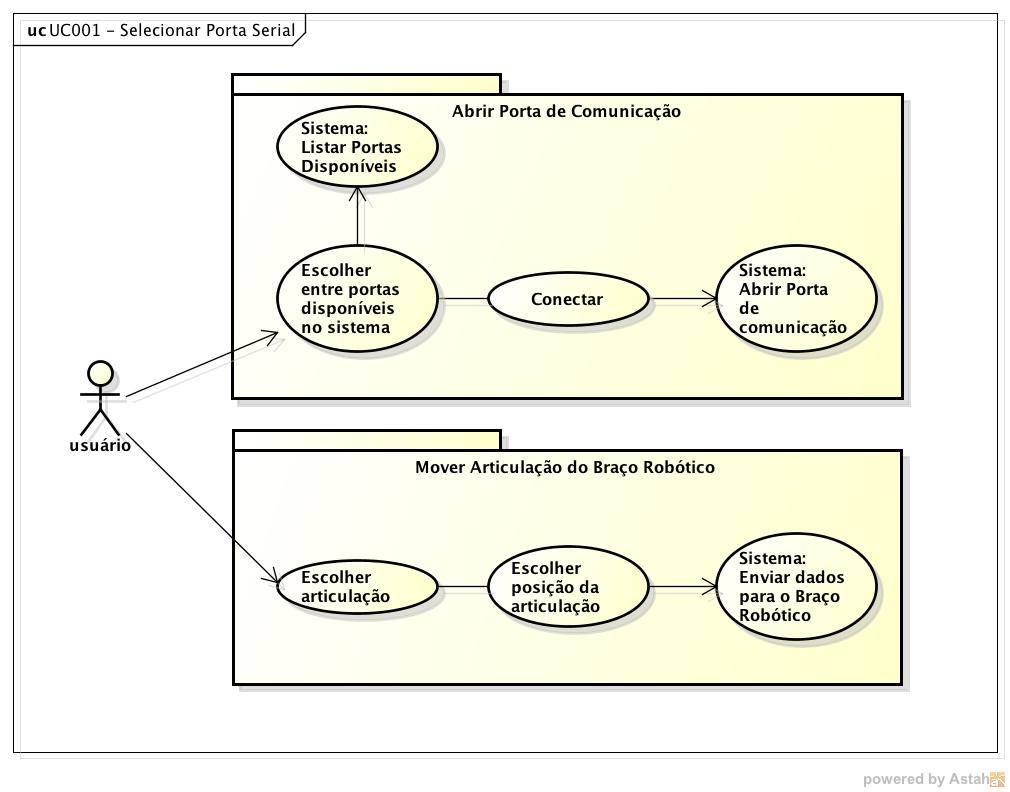 uc UC001 – Selecionar Porta Serial
Abrir Porta de Comunicação
Sistema:
Listar Portas
Disponíveis
Escolher
entre portas
disponíveis
no sistema
Conectar
Sistema:
Abrir Porta
de
comunicação
usuário
Mover Articulação do Braço Robótico
Escolher
articulação
Escolher
posição da
articulação
Sistema:
Enviar dados
para o Braço
Robótico
powered by Astah